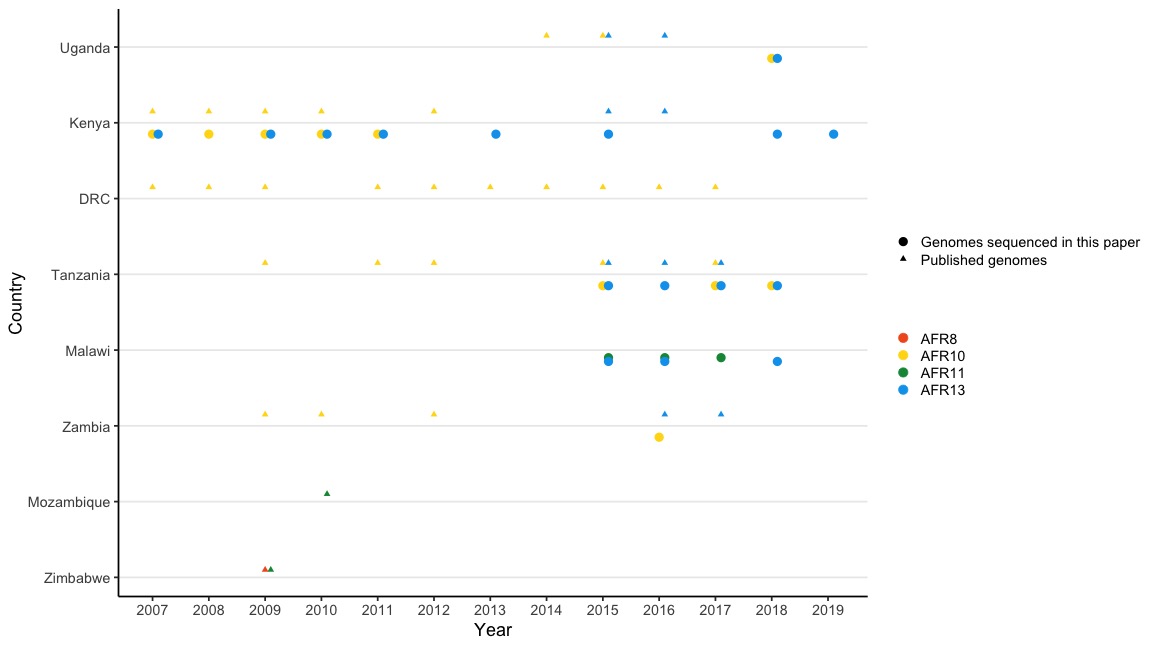 Uganda
Kenya
DRC
Tanzania
Malawi
Zambia
Mozambique
Zimbabwe
Country
2007 2008 2009 2010 2011 2012 2013 2014 2015 2016 2017 2018 2019
Year
Genomes sequenced in this paper
Published genomes
AFR8
AFR10
AFR11
AFR13